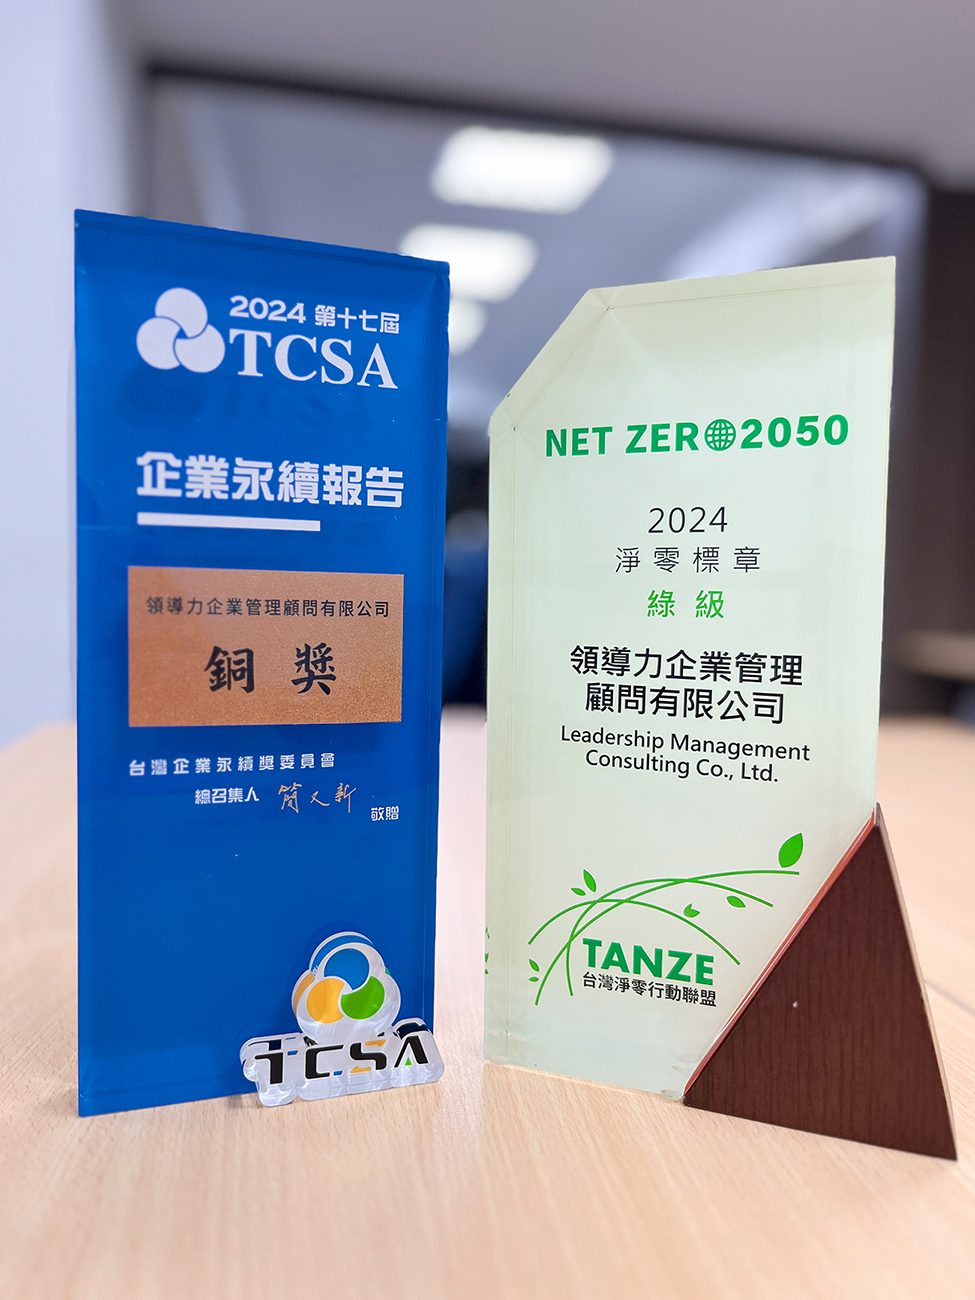 2024 第十七屆
TCSA
企業永續報告
領導力企業管理顧問有限公司
銅獎
台灣企業永續獎委員會
總召集人 簡又新
敬贈
TCSA
NET ZERO2050
2024
淨零標章
綠級
領導力企業管理
顧問有限公司
Leadership Management
Consulting Co., Ltd.
TANZE
台灣淨零行動聯盟